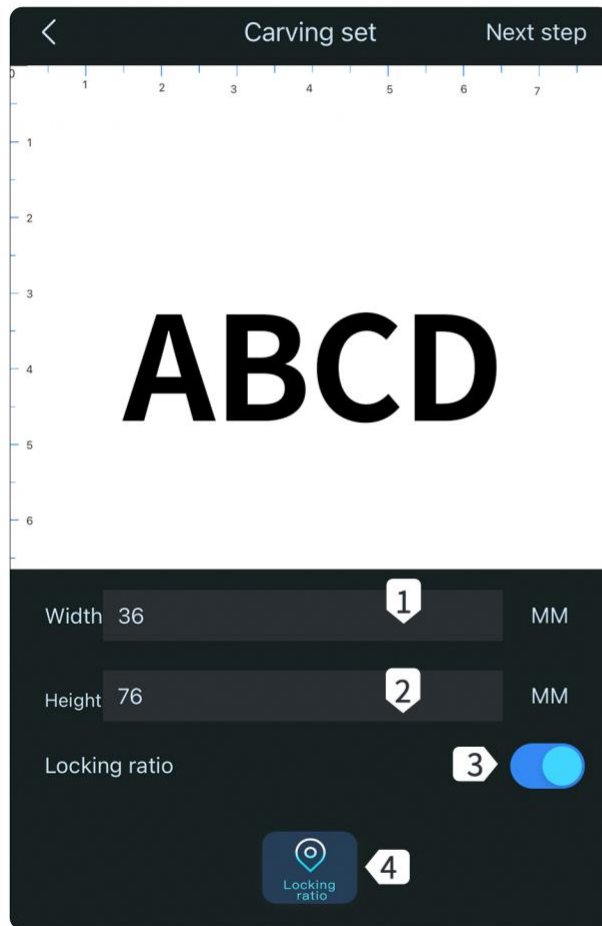 Carving set
Next step
0
1 2 3 4 5 6 7
1
2
3
4
5
6
ABCD
Width 36 MM
1
Height 76 MM
2
Locking ratio
3
Locking
ratio
4